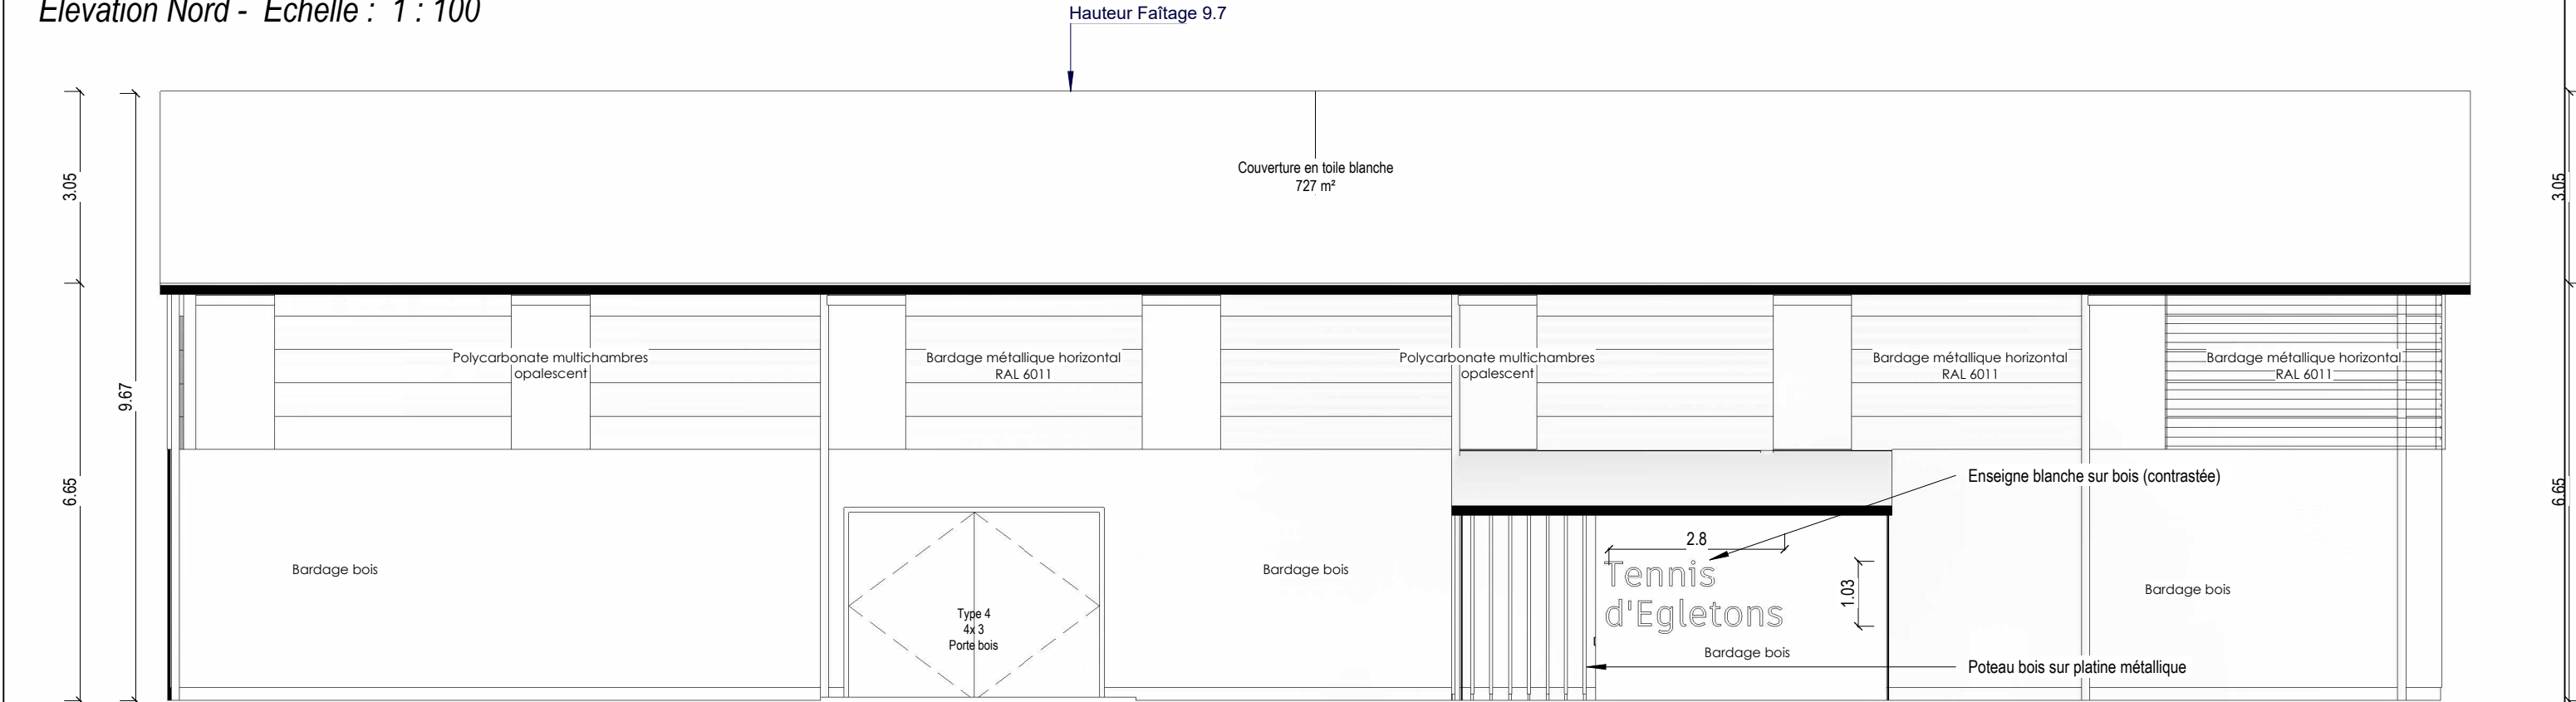 Elevation Nord - Echelle : 1 : 100
Hauteur Faîtage 9.7
Couverture en toile blanche
727 m²
3.05
3.05
9.67
6.65
6.65
Polycarbonate multichambres
opalescent
Bardage métallique horizontal
RAL 6011
Polycarbonate multichambres
opalescent
Bardage métallique horizontal
RAL 6011
Bardage métallique horizontal
RAL 6011
Enseigne blanche sur bois (contrastée)
2.8
Tennis
d'Egletons
1.03
Bardage bois
Bardage bois
Bardage bois
Bardage bois
Type 4
4x 3
Porte bois
Poteau bois sur platine métallique